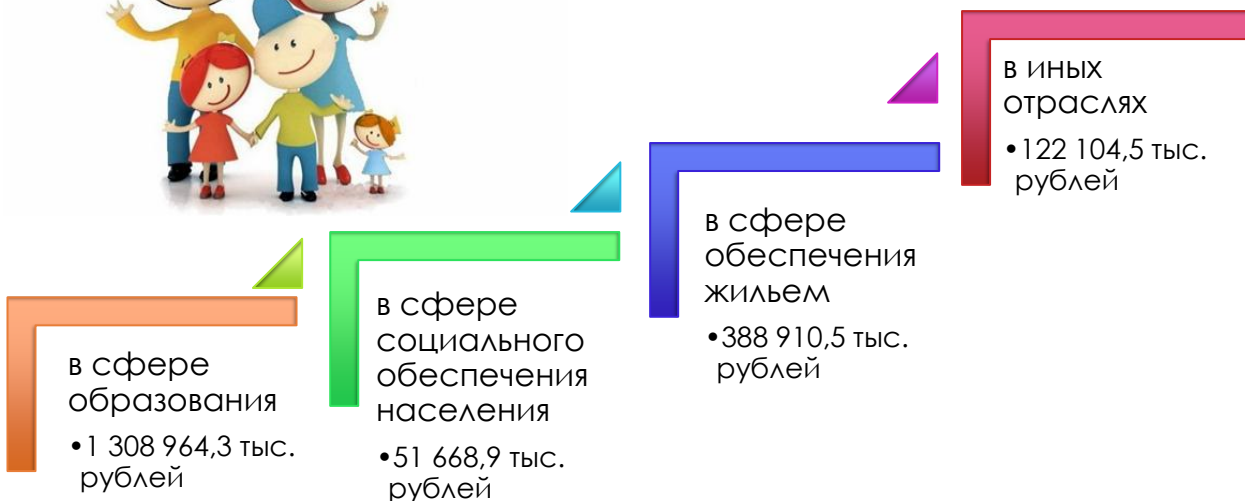 в сфере
образования
•1 308 964,3 тыс.
рублей
в сфере
социального
обеспечения
населения
•51 668,9 тыс.
рублей
в сфере
обеспечения
жильем
•388 910,5 тыс.
рублей
в иных
отраслях
•122 104,5 тыс.
рублей